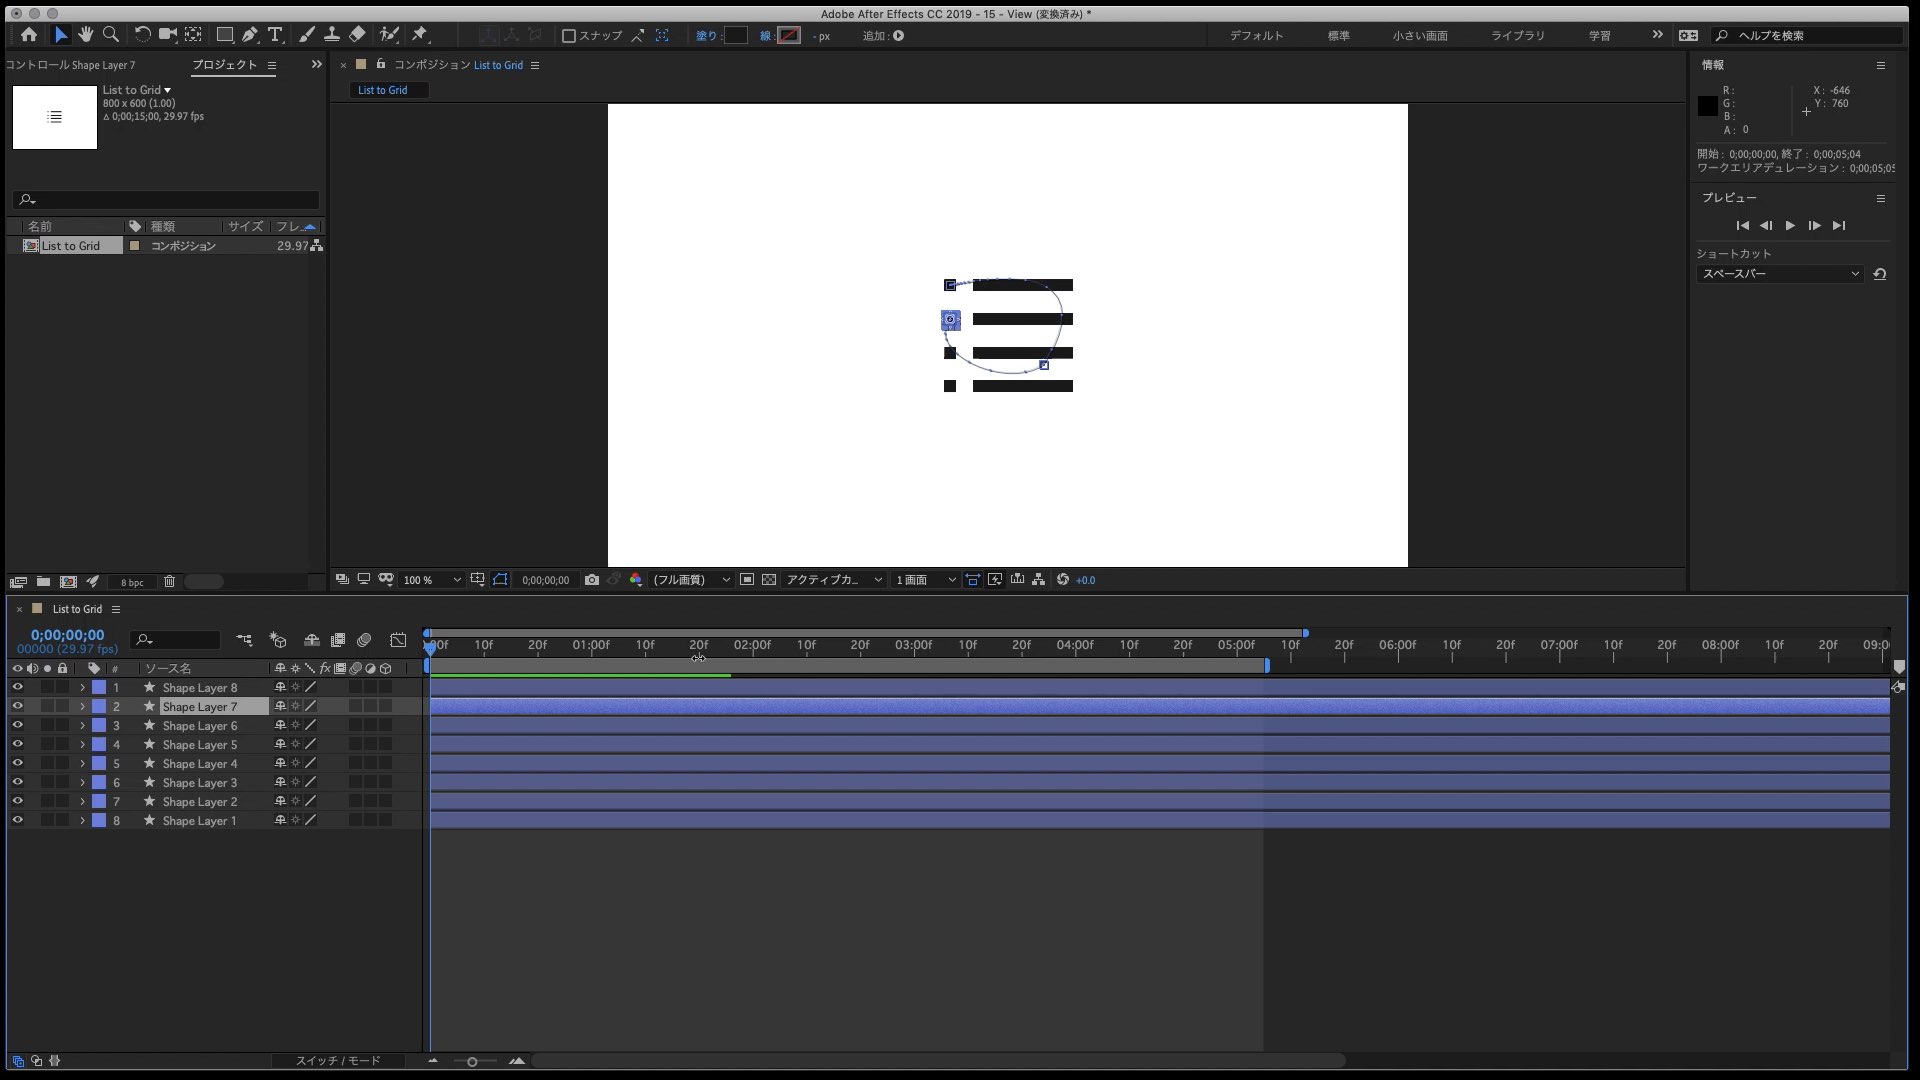 Adobe After Effects CC 2019 - 15 - View (変換済み) *
スナップ
塗り:
線:
- px
追加:
デフォルト
標準
小さい画面
ライブラリ
学習
ヘルプを検索
コントロール Shape Layer 7
プロジェクト
List to Grid
800 x 600 (1.00)
Δ 0;00;15;00, 29.97 fps
名前
種類
サイズ
フレ...
List to Grid
コンポジション
29.97
8 bpc
コンポジション List to Grid
List to Grid
100 %
0;00;00;00
(フル画質)
アクティブカ...
1 画面
+0.0
情報
R :
G :
B :
A : 0
X : -646
Y : 760
開始 : 0;00;00;00, 終了 : 0;00;05;04
ワークエリアデュレーション : 0;00;05;05
プレビュー
ショートカット
スペースバー
List to Grid
0;00;00;00
00000 (29.97 fps)
:00f 10f 20f 01:00f 10f 20f 02:00f 10f 20f 03:00f 10f 20f 04:00f 10f 20f 05:00f 10f 20f 06:00f 10f 20f 07:00f 10f 20f 08:00f 10f 20f 09:0
# ソース名
fx
1 Shape Layer 8
2 Shape Layer 7
3 Shape Layer 6
4 Shape Layer 5
5 Shape Layer 4
6 Shape Layer 3
7 Shape Layer 2
8 Shape Layer 1
スイッチ / モード